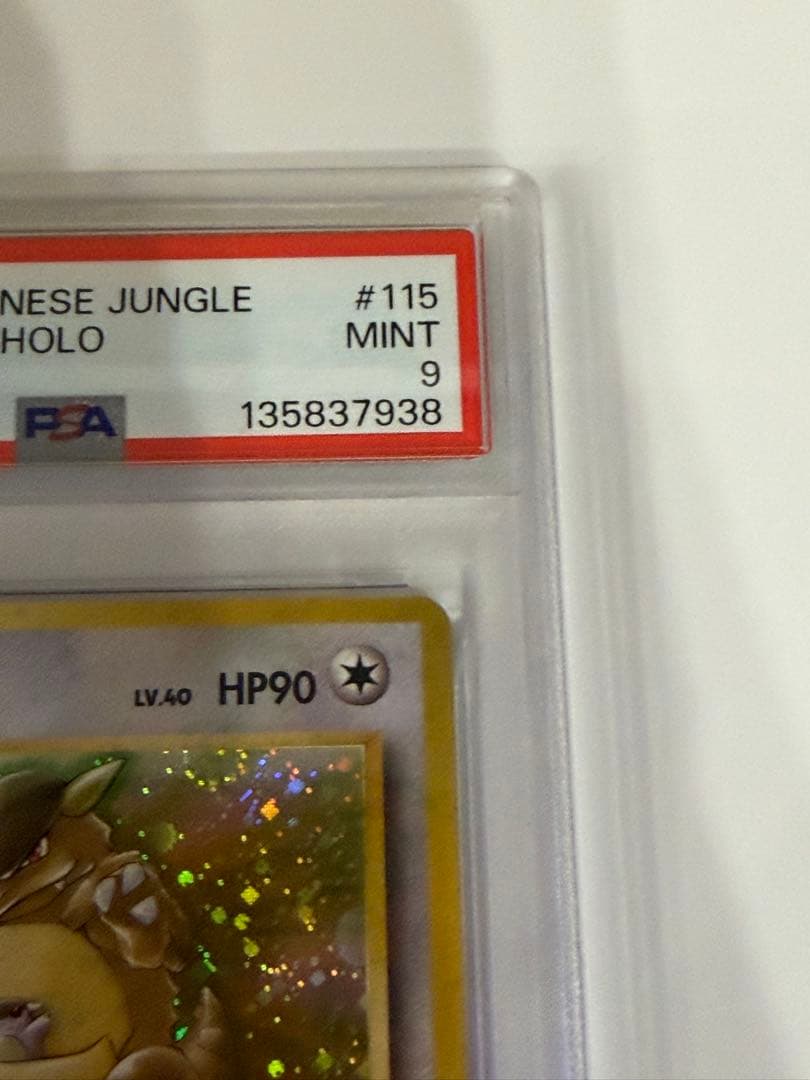 NESE JUNGLE #115
HOLO MINT
9
PSA 135837938
LV.40 HP90